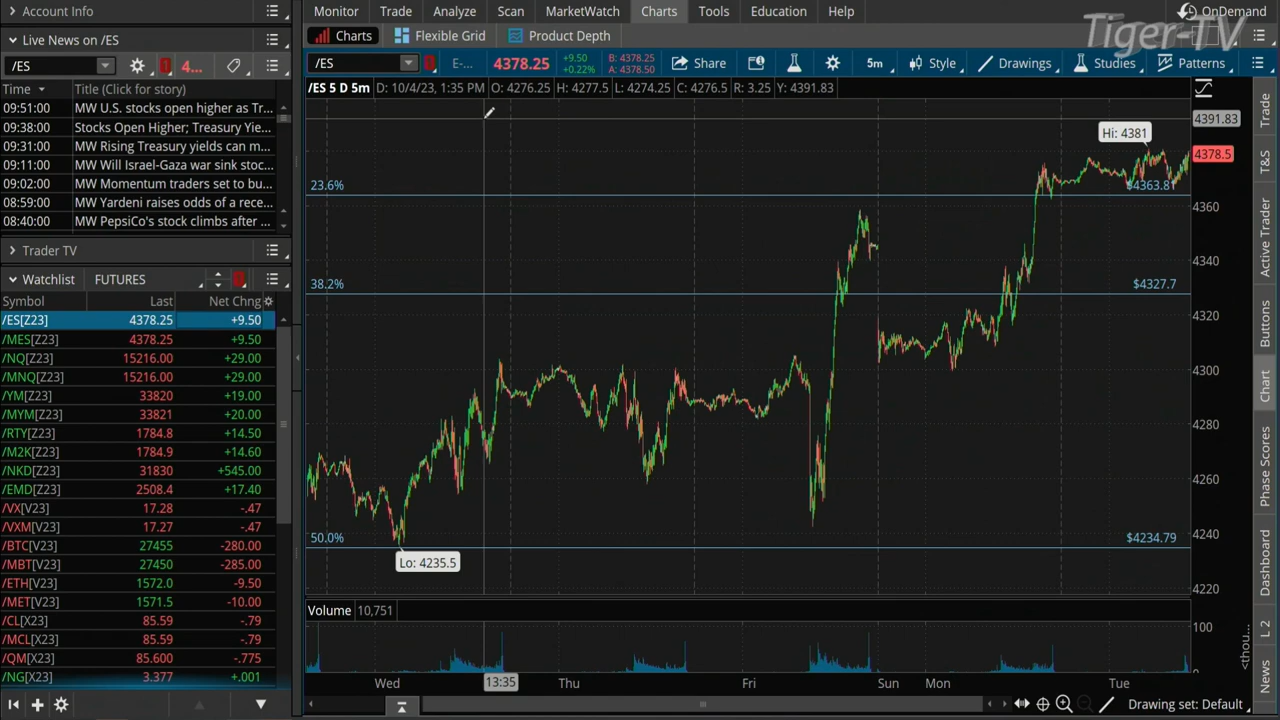 Account Info
Monitor Trade Analyze Scan MarketWatch Charts Tools Education Help OnDemand
Tiger-TV
Live News on /ES
Charts Flexible Grid Product Depth
/ES 4...
/ES E-... 4378.25 +9.50 +0.22% B: 4378.25 A: 4378.50 Share 5m Style Drawings Studies Patterns
Time Title (Click for story)
/ES 5 D 5m D: 10/4/23, 1:35 PM O: 4276.25 H: 4277.5 L: 4274.25 C: 4276.5 R: 3.25 Y: 4391.83
09:51:00 MW U.S. stocks open higher as Tr...
09:38:00 Stocks Open Higher; Treasury Yie...
09:31:00 MW Rising Treasury yields can m...
09:11:00 MW Will Israel-Gaza war sink stoc...
09:02:00 MW Momentum traders set to bu...
08:59:00 MW Yardeni raises odds of a rece...
08:40:00 MW PepsiCo's stock climbs after ...
Trader TV
Watchlist FUTURES
Symbol Last Net Chng
/ES[Z23] 4378.25 +9.50
/MES[Z23] 4378.25 +9.50
/NQ[Z23] 15216.00 +29.00
/MNQ[Z23] 15216.00 +29.00
/YM[Z23] 33820 +19.00
/MYM[Z23] 33821 +20.00
/RTY[Z23] 1784.8 +14.50
/M2K[Z23] 1784.9 +14.60
/NKD[Z23] 31830 +545.00
/EMD[Z23] 2508.4 +17.40
/VX[V23] 17.28 -.47
/VXM[V23] 17.27 -.47
/BTC[V23] 27455 -280.00
/MBT[V23] 27450 -285.00
/ETH[V23] 1572.0 -9.50
/MET[V23] 1571.5 -10.00
/CL[X23] 85.59 -.79
/MCL[X23] 85.59 -.79
/QM[X23] 85.600 -.775
/NG[X23] 3.377 +.001
4391.83
Hi: 4381
4378.5
23.6% $4363.81
4360
4340
38.2% $4327.7
4320
4300
4280
4260
50.0% $4234.79
4240
Lo: 4235.5
4220
Volume 10,751
100
0
<thou...
Wed 13:35 Thu Fri Sun Mon Tue
Drawing set: Default
Trade
T&S
Active Trader
Buttons
Chart
Phase Scores
Dashboard
L 2
News